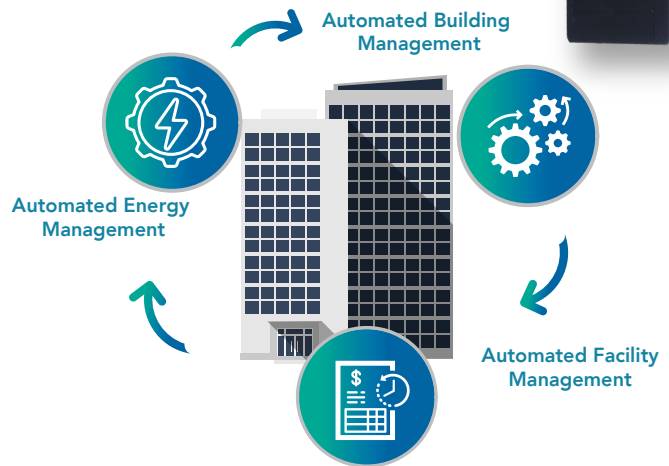 Automated Building
Management
Automated Energy
Management
$
Automated Facility
Management